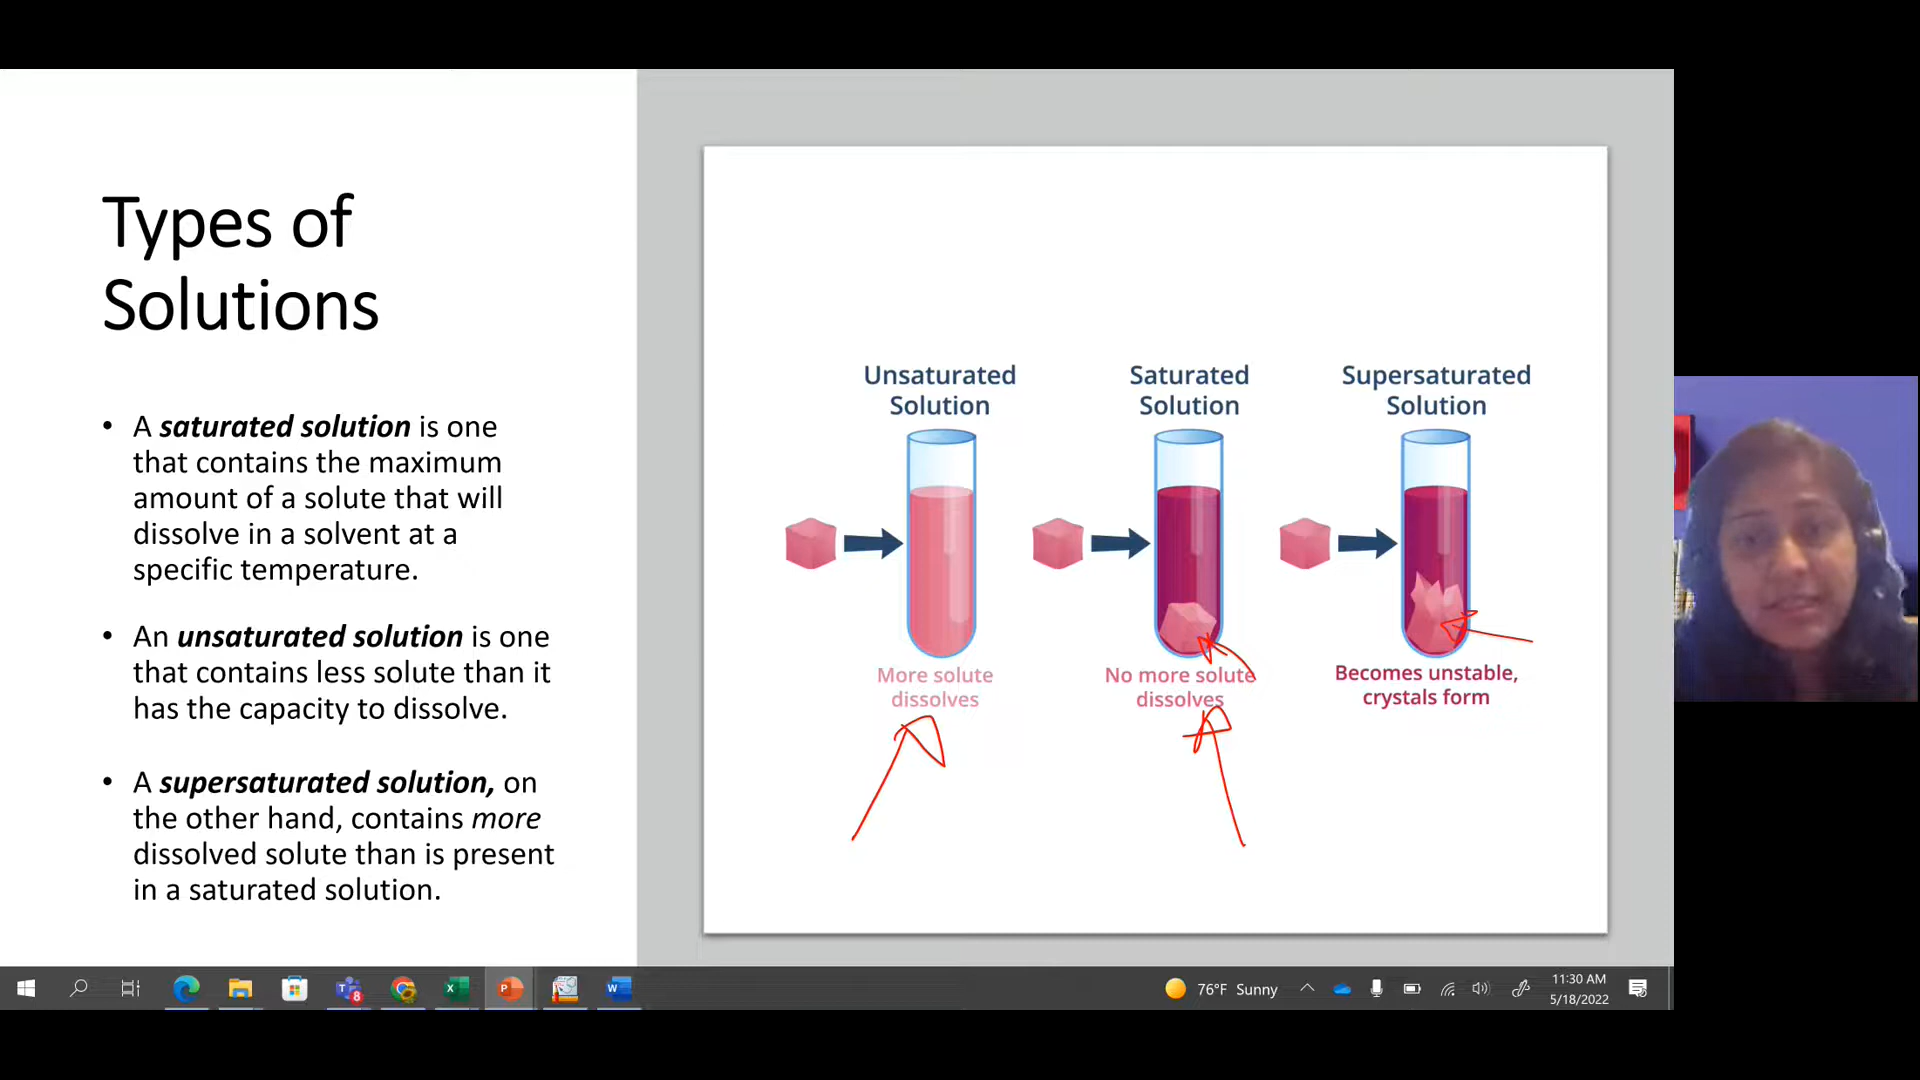 Types of
Solutions
• A saturated solution is one
that contains the maximum
amount of a solute that will
dissolve in a solvent at a
specific temperature.
• An unsaturated solution is one
that contains less solute than it
has the capacity to dissolve.
• A supersaturated solution, on
the other hand, contains more
dissolved solute than is present
in a saturated solution.
Unsaturated
Solution
More solute
dissolves
Saturated
Solution
No more solute
dissolves
Supersaturated
Solution
Becomes unstable,
crystals form
8
76°F Sunny
11:30 AM
5/18/2022